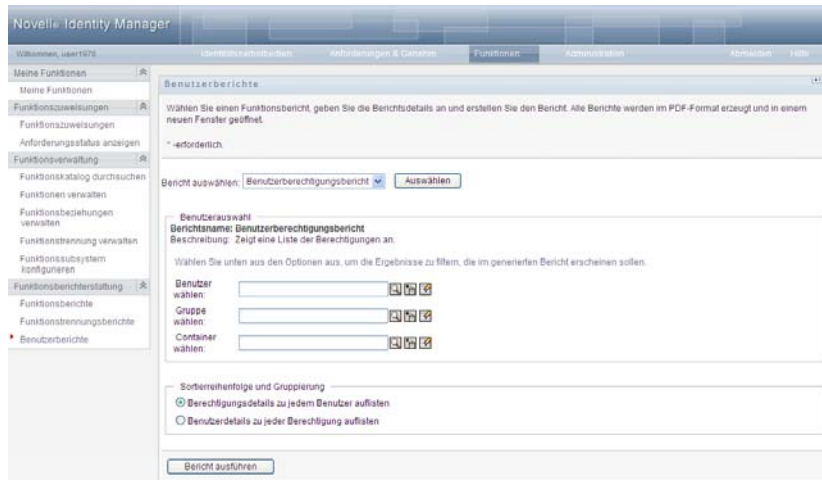 Novell® Identity Manager
Willkommen, user1670
Identitätsselbstbedien
Anforderungen & Genehm.
Funktionen
Administration
Abmelden
Hilfe
Meine Funktionen
Meine Funktionen
Funktionszuweisungen
Funktionszuweisungen
Anforderungsstatus anzeigen
Funktionsverwaltung
Funktionskatalog durchsuchen
Funktionen verwalten
Funktionsbeziehungen
verwalten
Funktionstrennung verwalten
Funktionssubsystem
konfigurieren
Funktionsberichterstattung
Funktionsberichte
Funktionstrennungsberichte
Benutzerberichte
Benutzerberichte
Wählen Sie einen Funktionsbericht, geben Sie die Berichtsdetails an und erstellen Sie den Bericht. Alle Berichte werden im PDF-Format erzeugt und in einem
neuen Fenster geöffnet.
* -erforderlich.
Bericht auswählen: Benutzerberechtigungsbericht Auswählen
Benutzerauswahl
Berichtsname: Benutzerberechtigungsbericht
Beschreibung: Zeigt eine Liste der Berechtigungen an.
Wählen Sie unten aus den Optionen aus, um die Ergebnisse zu filtern, die im generierten Bericht erscheinen sollen.
Benutzer
wählen:
Gruppe
wählen:
Container
wählen:
Sortierreihenfolge und Gruppierung
Berechtigungsdetails zu jedem Benutzer auflisten
Benutzerdetails zu jeder Berechtigung auflisten
Bericht ausführen